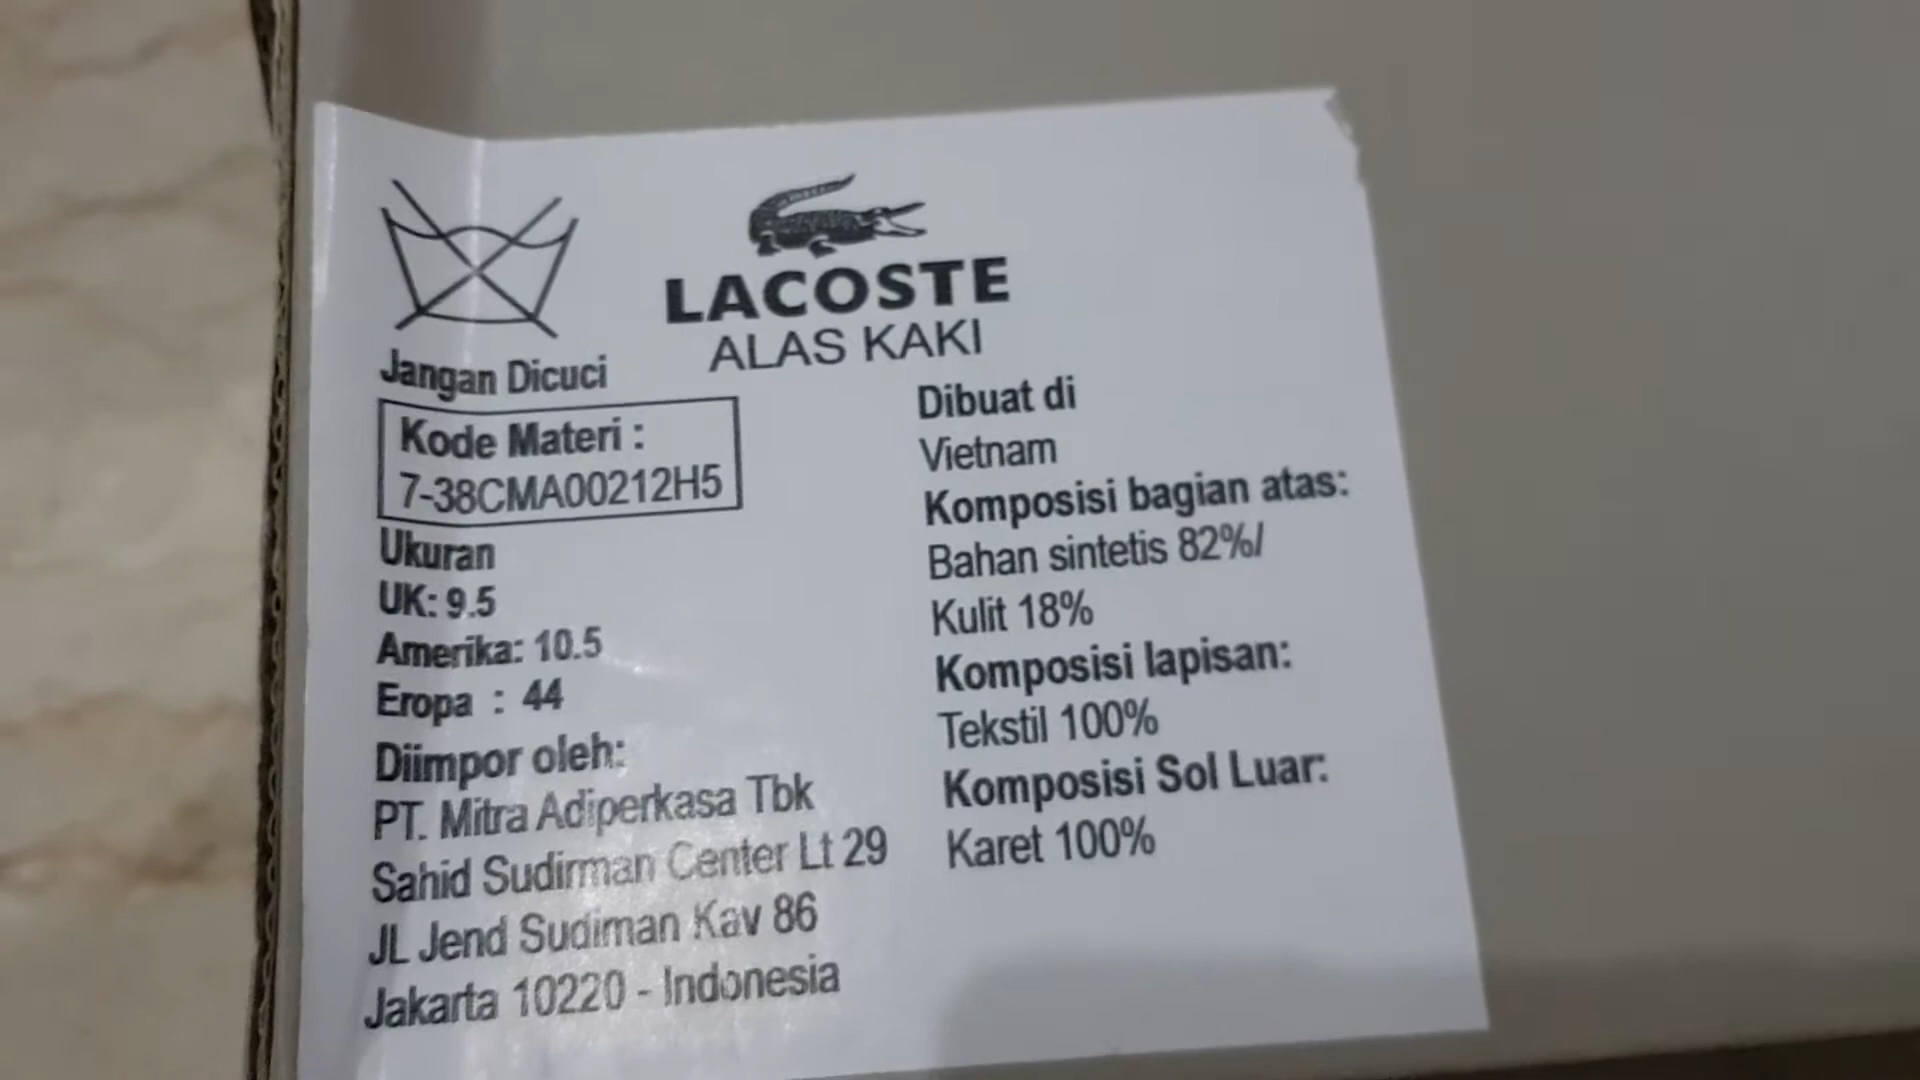 LACOSTE
ALAS KAKI
Jangan Dicuci
Kode Materi :
7-38CMA00212H5
Ukuran
UK: 9.5
Amerika: 10.5
Eropa : 44
Diimpor oleh:
PT. Mitra Adiperkasa Tbk
Sahid Sudirman Center Lt 29
JL Jend Sudiman Kav 86
Jakarta 10220 - Indonesia
Dibuat di
Vietnam
Komposisi bagian atas:
Bahan sintetis 82%/
Kulit 18%
Komposisi lapisan:
Tekstil 100%
Komposisi Sol Luar:
Karet 100%